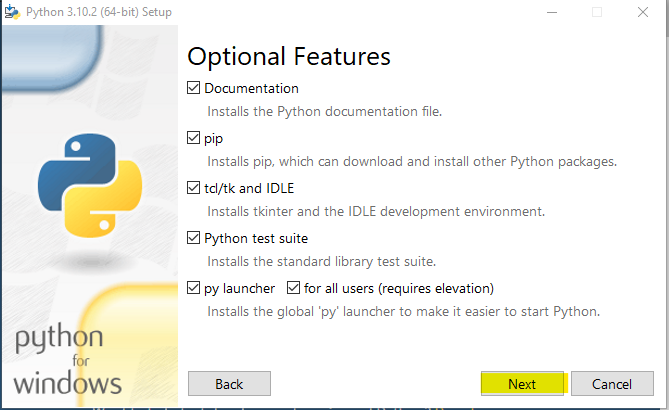 Python 3.10.2 (64-bit) Setup
Optional Features
Documentation
Installs the Python documentation file.
pip
Installs pip, which can download and install other Python packages.
tcl/tk and IDLE
Installs tkinter and the IDLE development environment.
Python test suite
Installs the standard library test suite.
py launcher for all users (requires elevation)
Installs the global 'py' launcher to make it easier to start Python.
python
for
windows
Back Next Cancel